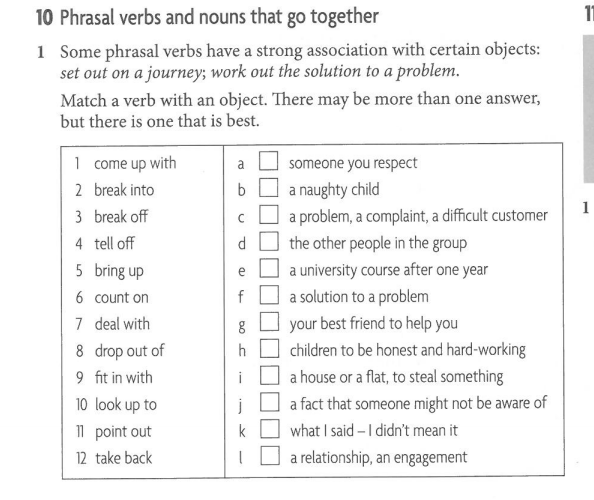 10 Phrasal verbs and nouns that go together
11
1 Some phrasal verbs have a strong association with certain objects:
set out on a journey; work out the solution to a problem.
Match a verb with an object. There may be more than one answer,
but there is one that is best.
1 come up with a someone you respect
2 break into b a naughty child
3 break off c a problem, a complaint, a difficult customer
1
4 tell off d the other people in the group
5 bring up e a university course after one year
6 count on f a solution to a problem
7 deal with g your best friend to help you
8 drop out of h children to be honest and hard-working
9 fit in with i a house or a flat, to steal something
10 look up to j a fact that someone might not be aware of
11 point out k what I said – I didn't mean it
12 take back l a relationship, an engagement